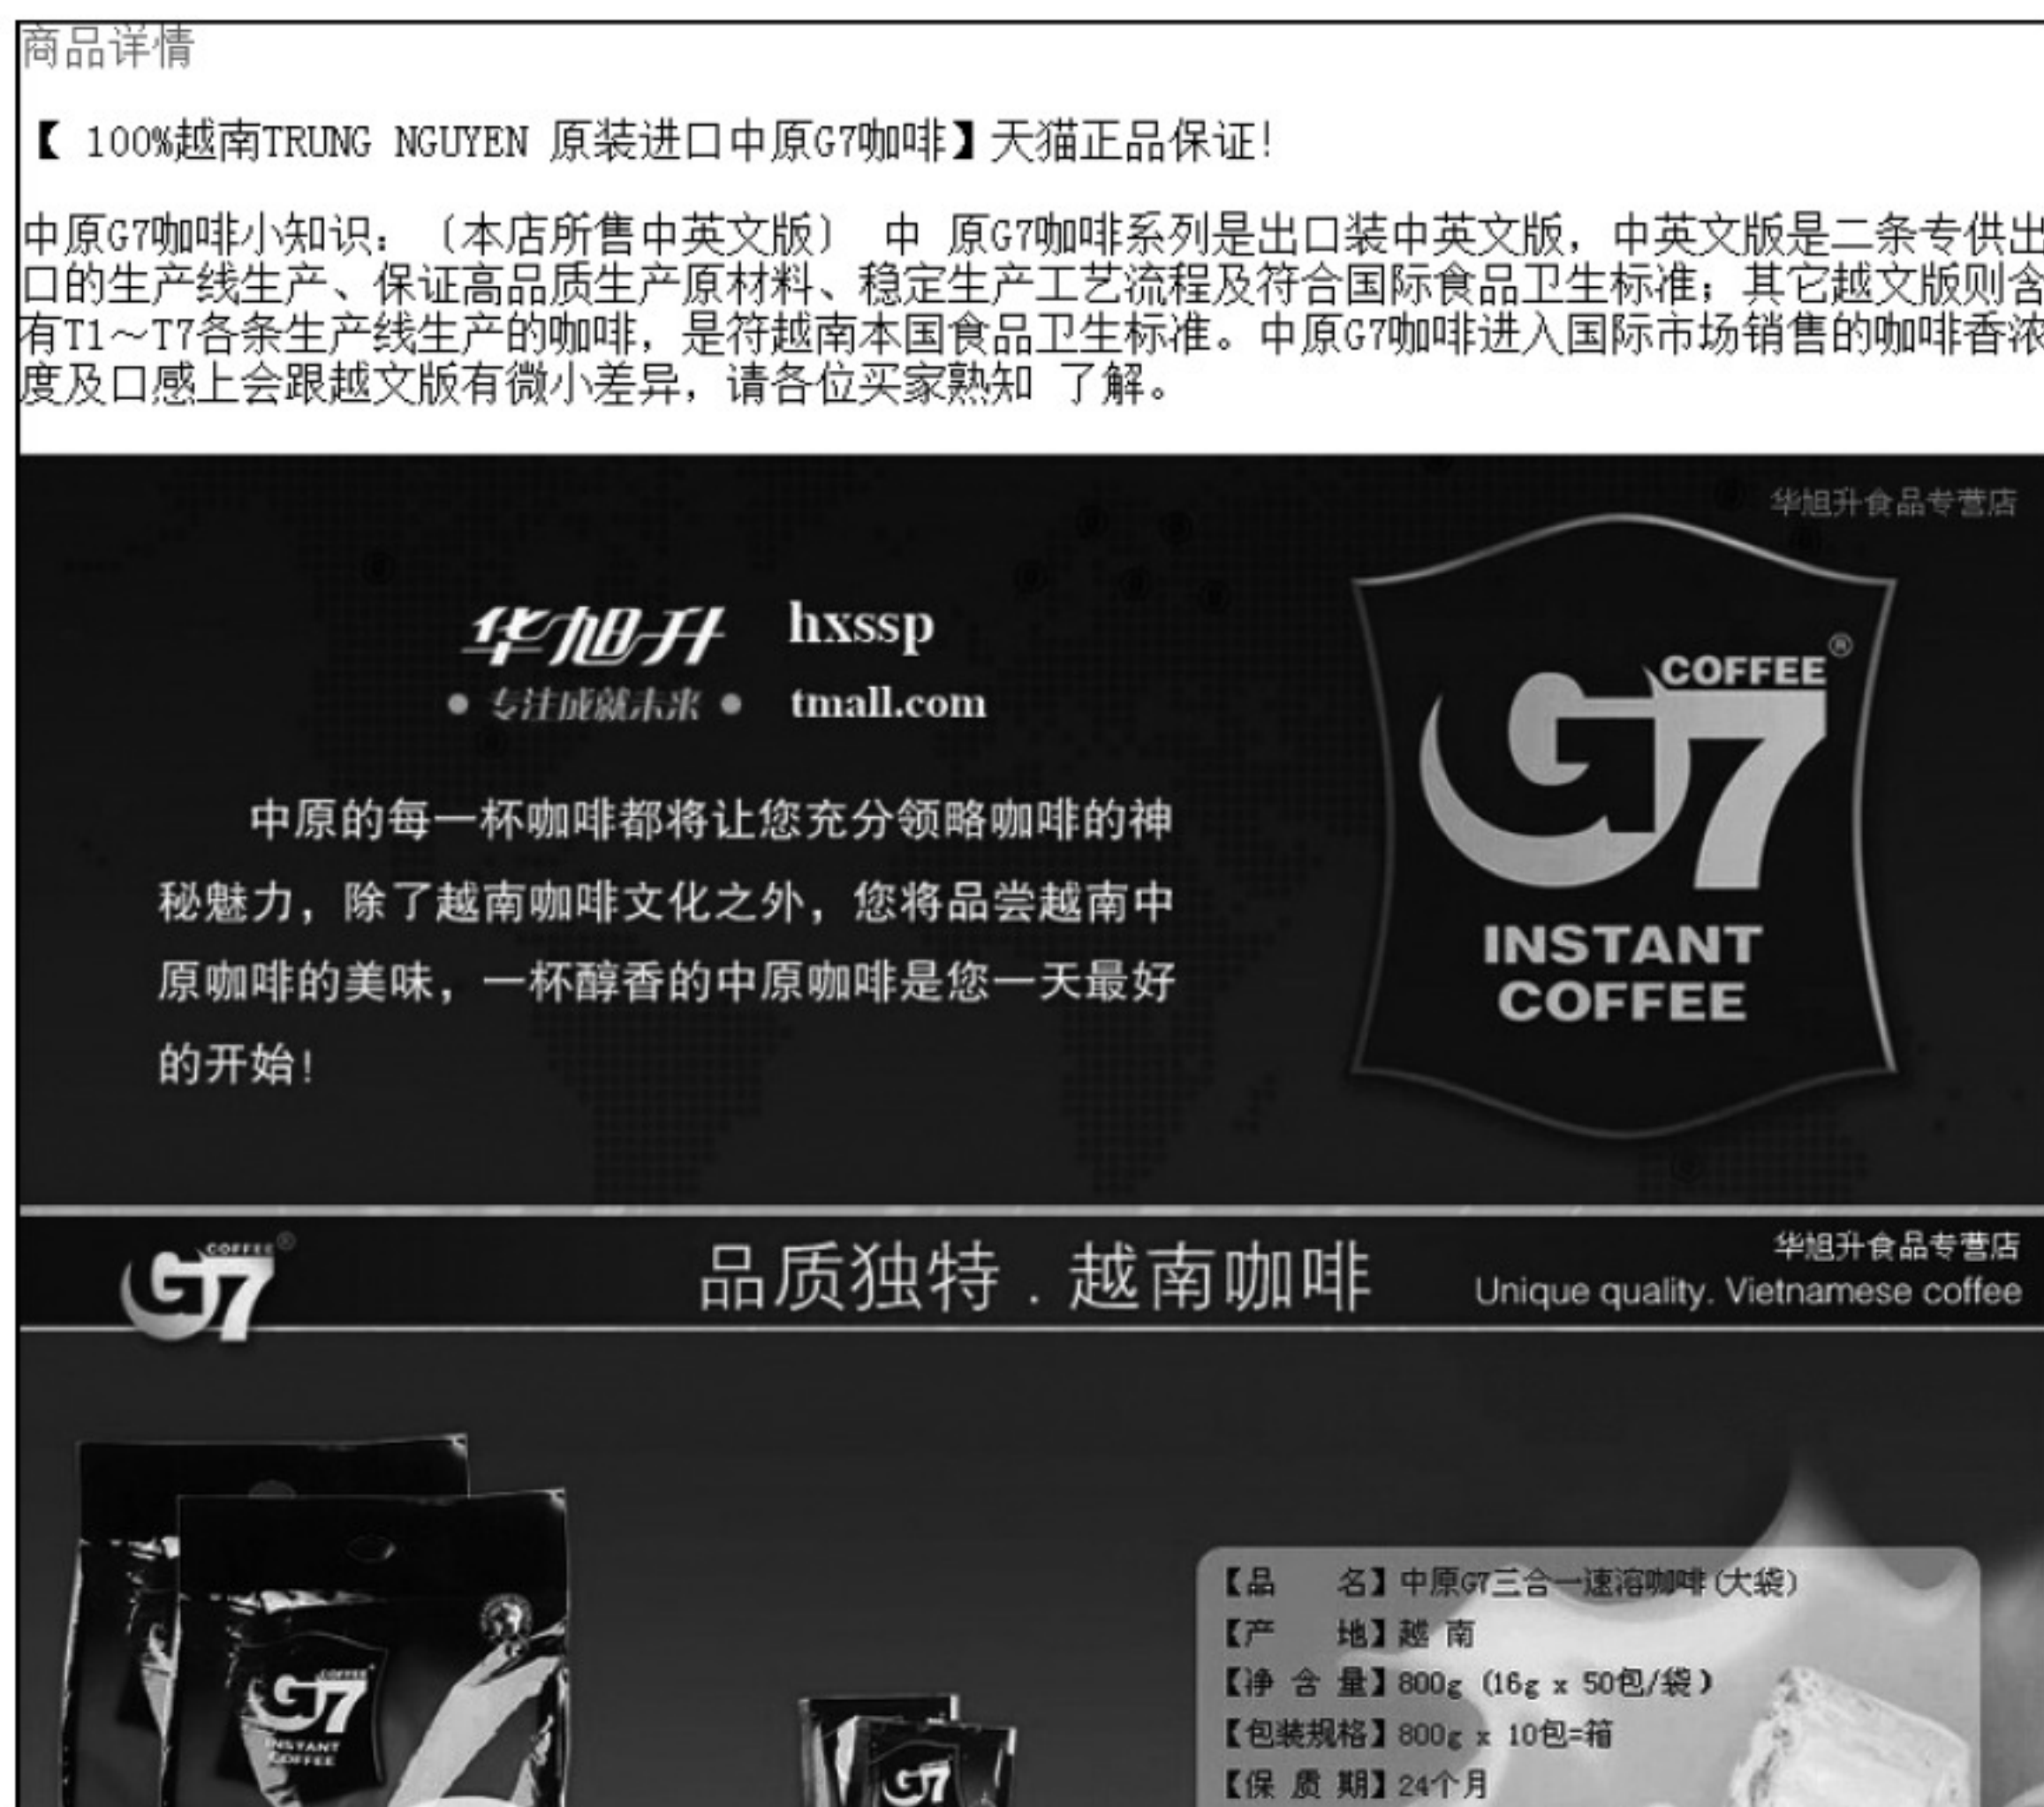 商品详情
【 100%越南TRUNG NGUYEN 原装进口中原G7咖啡】天猫正品保证!
中原G7咖啡小知识：〔本店所售中英文版〕 中 原G7咖啡系列是出口装中英文版，中英文版是二条专供出
口的生产线生产、保证高品质生产原材料、稳定生产工艺流程及符合国际食品卫生标准；其它越文版则含
有T1～T7各条生产线生产的咖啡，是符越南本国食品卫生标准。中原G7咖啡进入国际市场销售的咖啡香浓
度及口感上会跟越文版有微小差异，请各位买家熟知 了解。
华旭升食品专营店
华旭升 hxssp
• 专注成就未来 • tmall.com
中原的每一杯咖啡都将让您充分领略咖啡的神
秘魅力，除了越南咖啡文化之外，您将品尝越南中
原咖啡的美味，一杯醇香的中原咖啡是您一天最好
的开始!
G7 COFFEE ®
INSTANT
COFFEE
G7 COFFEE ®
品质独特 . 越南咖啡
华旭升食品专营店
Unique quality. Vietnamese coffee
G7 COFFEE
INSTANT
COFFEE
G7
【品 名】中原G7三合一速溶咖啡(大袋)
【产 地】越 南
【净 含 量】800g (16g x 50包/袋)
【包装规格】800g x 10包=箱
【保 质 期】24个月